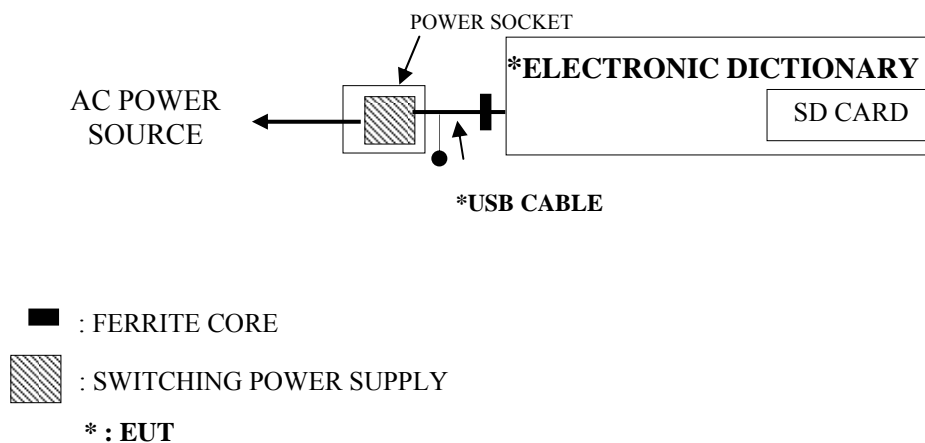 POWER SOCKET
*ELECTRONIC DICTIONARY
AC POWER
SOURCE
SD CARD
*USB CABLE
: FERRITE CORE
: SWITCHING POWER SUPPLY
* : EUT